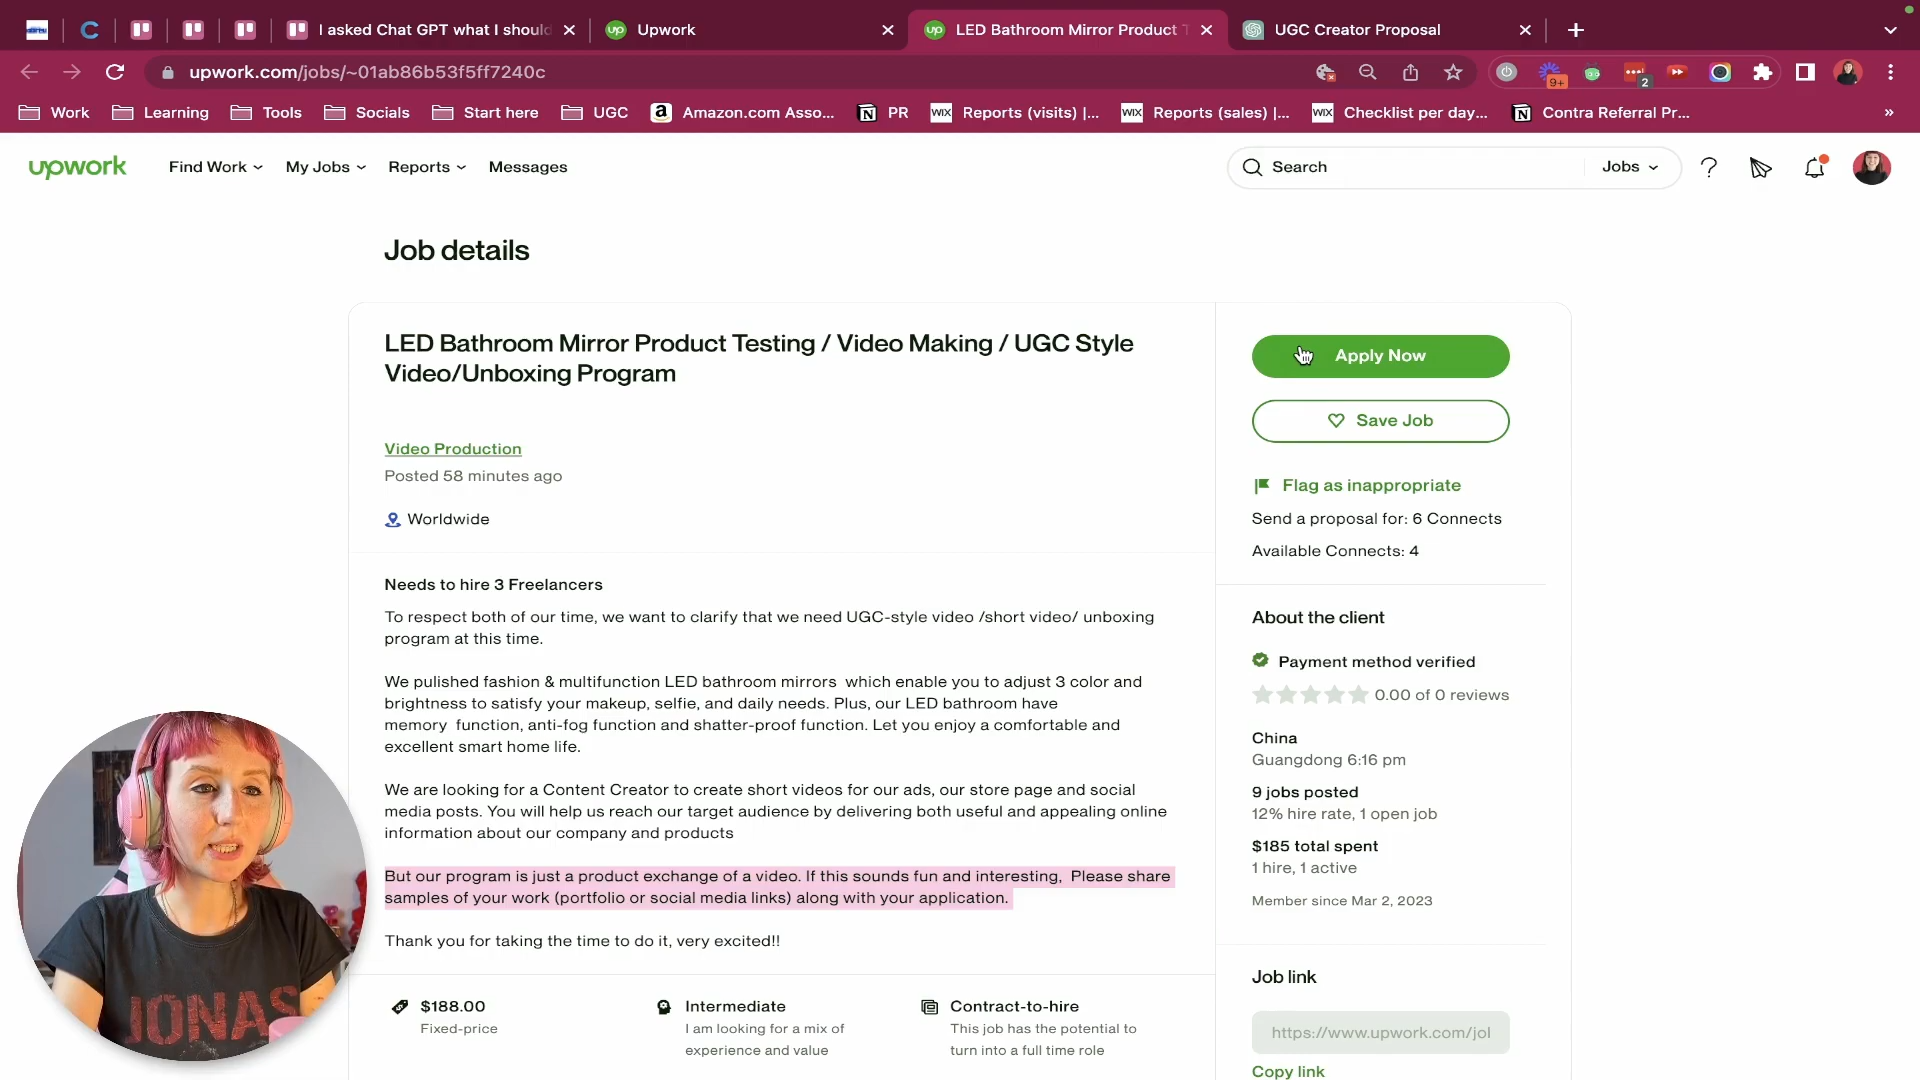 I asked Chat GPT what I should
Upwork
LED Bathroom Mirror Product T
UGC Creator Proposal
upwork.com/jobs/~01ab86b53f5ff7240c
9+
2
Work
Learning
Tools
Socials
Start here
UGC
Amazon.com Asso...
PR
WIX Reports (visits) |...
WIX Reports (sales) |...
WIX Checklist per day...
Contra Referral Pr...
»
upwork
Find Work
My Jobs
Reports
Messages
Search
Jobs
Job details
LED Bathroom Mirror Product Testing / Video Making / UGC Style
Video/Unboxing Program
Video Production
Posted 58 minutes ago
Worldwide
Needs to hire 3 Freelancers
To respect both of our time, we want to clarify that we need UGC-style video /short video/ unboxing
program at this time.
We pulished fashion & multifunction LED bathroom mirrors which enable you to adjust 3 color and
brightness to satisfy your makeup, selfie, and daily needs. Plus, our LED bathroom have
memory function, anti-fog function and shatter-proof function. Let you enjoy a comfortable and
excellent smart home life.
We are looking for a Content Creator to create short videos for our ads, our store page and social
media posts. You will help us reach our target audience by delivering both useful and appealing online
information about our company and products
But our program is just a product exchange of a video. If this sounds fun and interesting, Please share
samples of your work (portfolio or social media links) along with your application.
Thank you for taking the time to do it, very excited!!
$188.00
Fixed-price
Intermediate
I am looking for a mix of
experience and value
Contract-to-hire
This job has the potential to
turn into a full time role
Apply Now
Save Job
Flag as inappropriate
Send a proposal for: 6 Connects
Available Connects: 4
About the client
Payment method verified
0.00 of 0 reviews
China
Guangdong 6:16 pm
9 jobs posted
12% hire rate, 1 open job
$185 total spent
1 hire, 1 active
Member since Mar 2, 2023
Job link
https://www.upwork.com/jol
Copy link
JONAS